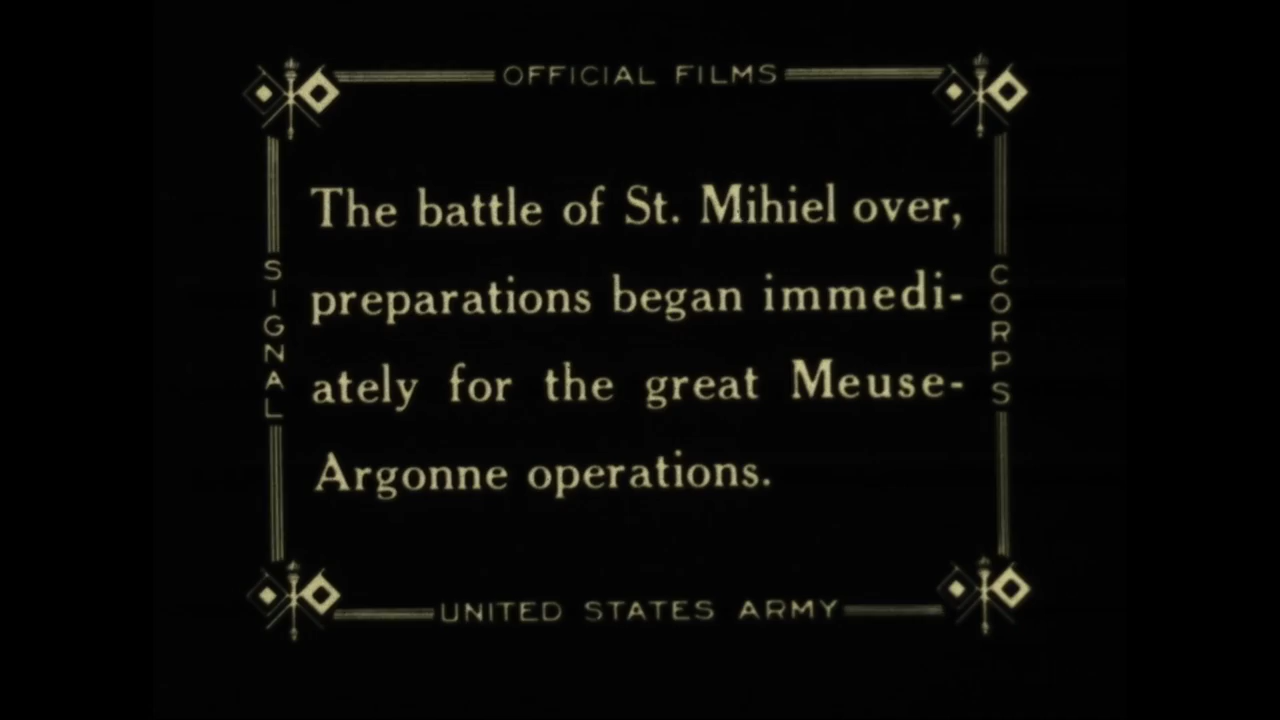 OFFICIAL FILMS
The battle of St. Mihiel over,
preparations began immedi-
ately for the great Meuse-
Argonne operations.
SIGNAL
CORPS
UNITED STATES ARMY